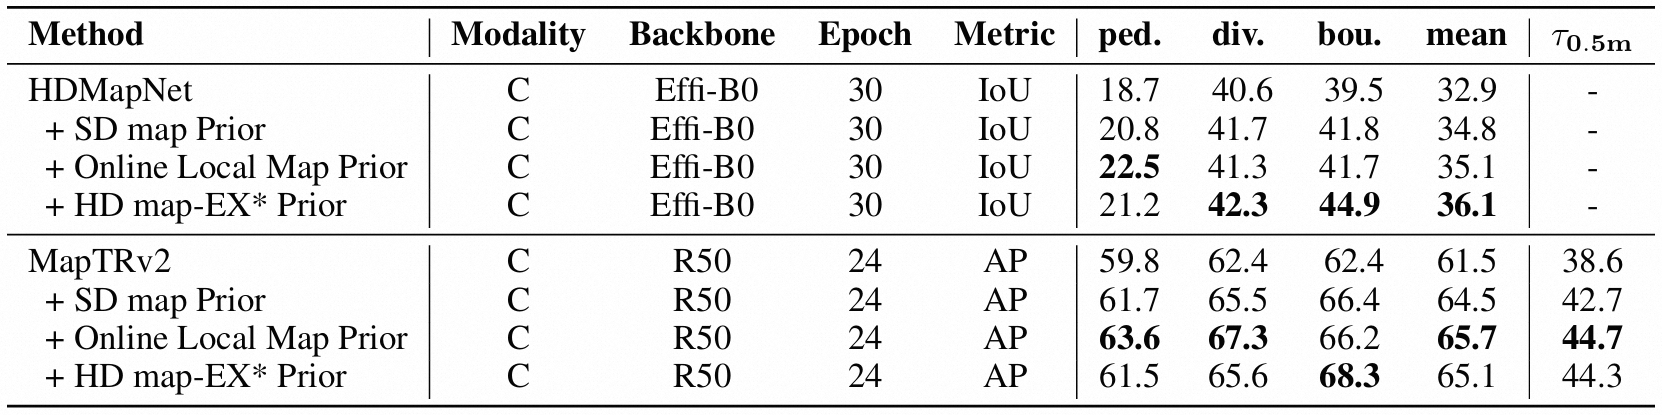 Method Modality Backbone Epoch Metric ped. div. bou. mean τ0.5m
HDMapNet C Effi-B0 30 IoU 18.7 40.6 39.5 32.9 -
+ SD map Prior C Effi-B0 30 IoU 20.8 41.7 41.8 34.8 -
+ Online Local Map Prior C Effi-B0 30 IoU 22.5 41.3 41.7 35.1 -
+ HD map-EX* Prior C Effi-B0 30 IoU 21.2 42.3 44.9 36.1 -
MapTRv2 C R50 24 AP 59.8 62.4 62.4 61.5 38.6
+ SD map Prior C R50 24 AP 61.7 65.5 66.4 64.5 42.7
+ Online Local Map Prior C R50 24 AP 63.6 67.3 66.2 65.7 44.7
+ HD map-EX* Prior C R50 24 AP 61.5 65.6 68.3 65.1 44.3